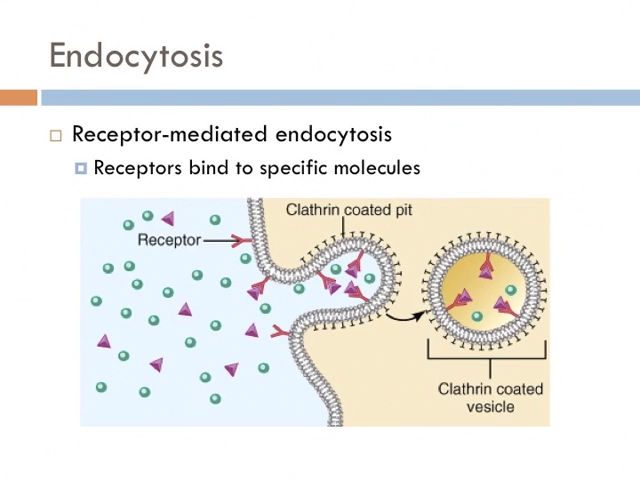 Endocytosis
Receptor-mediated endocytosis
Receptors bind to specific molecules
Clathrin coated pit
Receptor
Clathrin coated
vesicle